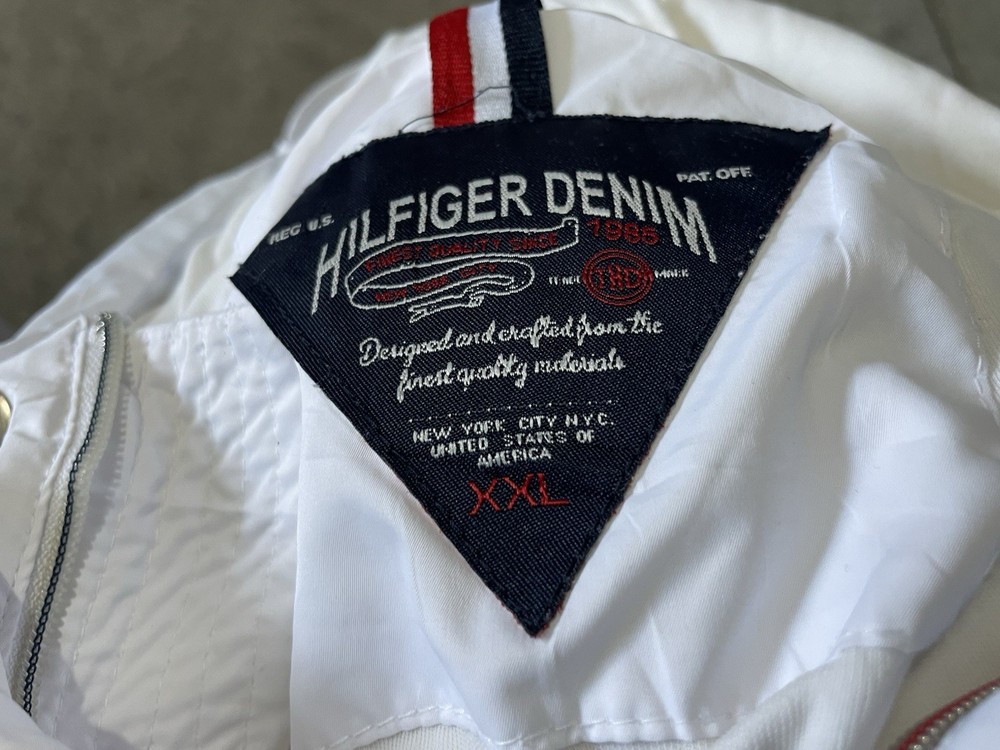 REG U.S.
PAT. OFF.
HILFIGER DENIM
FINEST QUALITY SINCE 1985
NEW YORK CITY
TRADE THD MARK
Designed and crafted from the
finest quality materials
NEW YORK CITY N.Y.C.
UNITED STATES OF
AMERICA
XXL